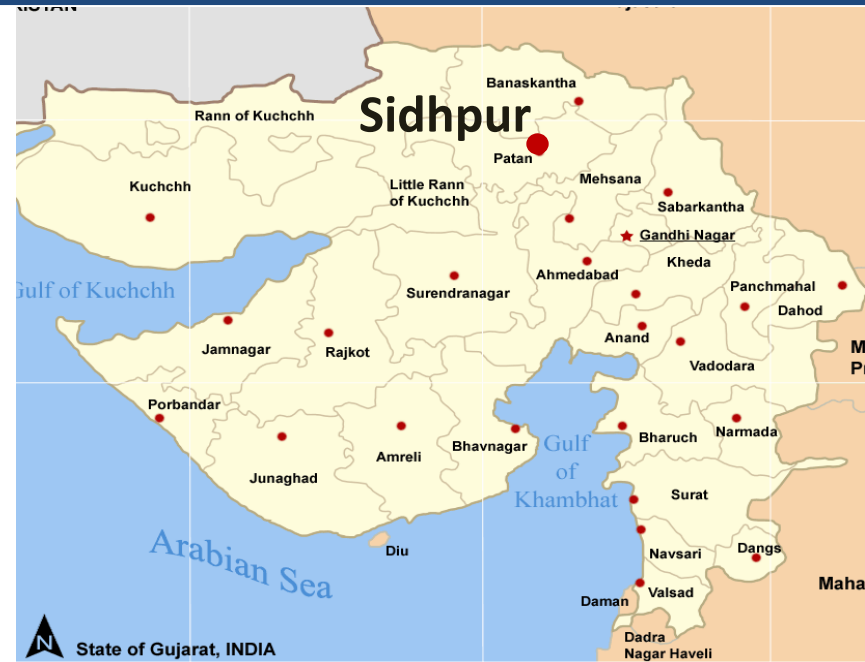 Banaskantha
Sidhpur
Rann of Kuchchh
Patan
Mehsana
Kuchchh
Little Rann
of Kuchchh
Sabarkantha
Gandhi Nagar
Kheda
Ahmedabad
Panchmahal
Gulf of Kuchchh
Surendranagar
Dahod
Anand
Jamnagar
Rajkot
Vadodara
Porbandar
Narmada
Bharuch
Bhavnagar
Gulf
of
Khambhat
Amreli
Junaghad
Surat
Arabian Sea
Diu
Navsari
Dangs
Maha
Valsad
Daman
Dadra
Nagar Haveli
State of Gujarat, INDIA
N